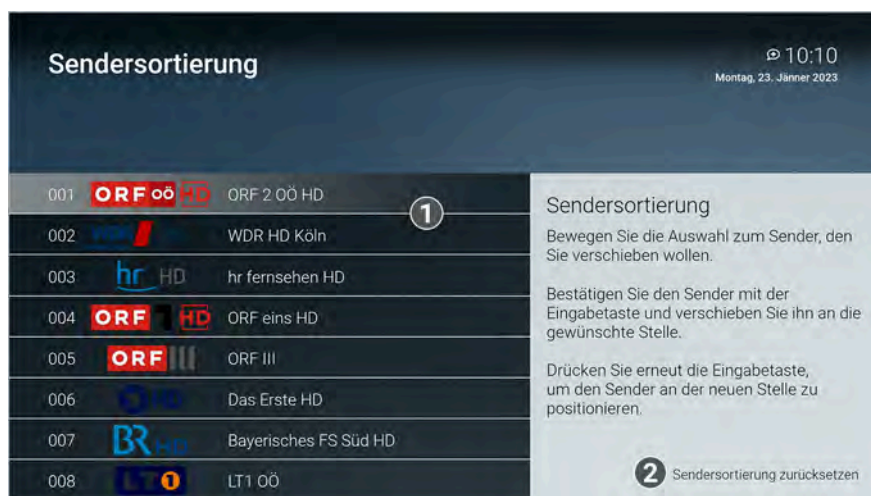 Sendersortierung
10:10
Montag, 23. Jänner 2023
001 ORF OÖ HD ORF 2 OÖ HD
1
002 WDR HD Köln
003 hr HD hr fernsehen HD
004 ORF 1 HD ORF eins HD
005 ORF III ORF III
006 HD Das Erste HD
007 BR HD Bayerisches FS Süd HD
008 LT1 LT1 OÖ
Sendersortierung
Bewegen Sie die Auswahl zum Sender, den
Sie verschieben wollen.
Bestätigen Sie den Sender mit der
Eingabetaste und verschieben Sie ihn an die
gewünschte Stelle.
Drücken Sie erneut die Eingabetaste,
um den Sender an der neuen Stelle zu
positionieren.
2 Sendersortierung zurücksetzen